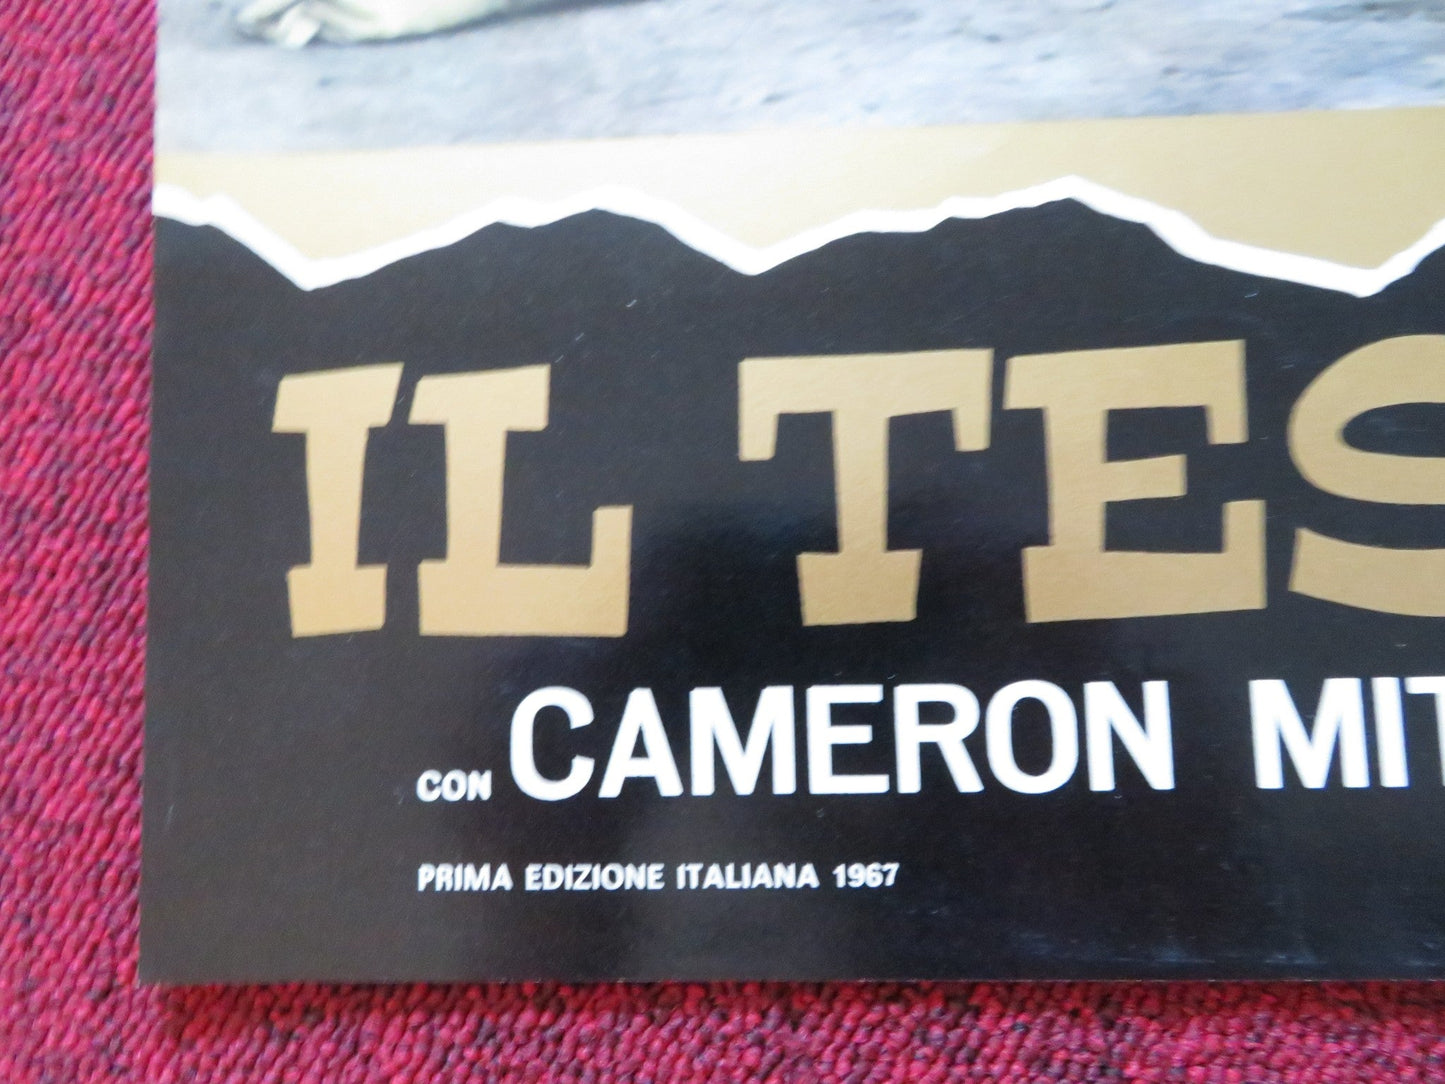 IL TES
CON CAMERON MIT
PRIMA EDIZIONE ITALIANA 1967